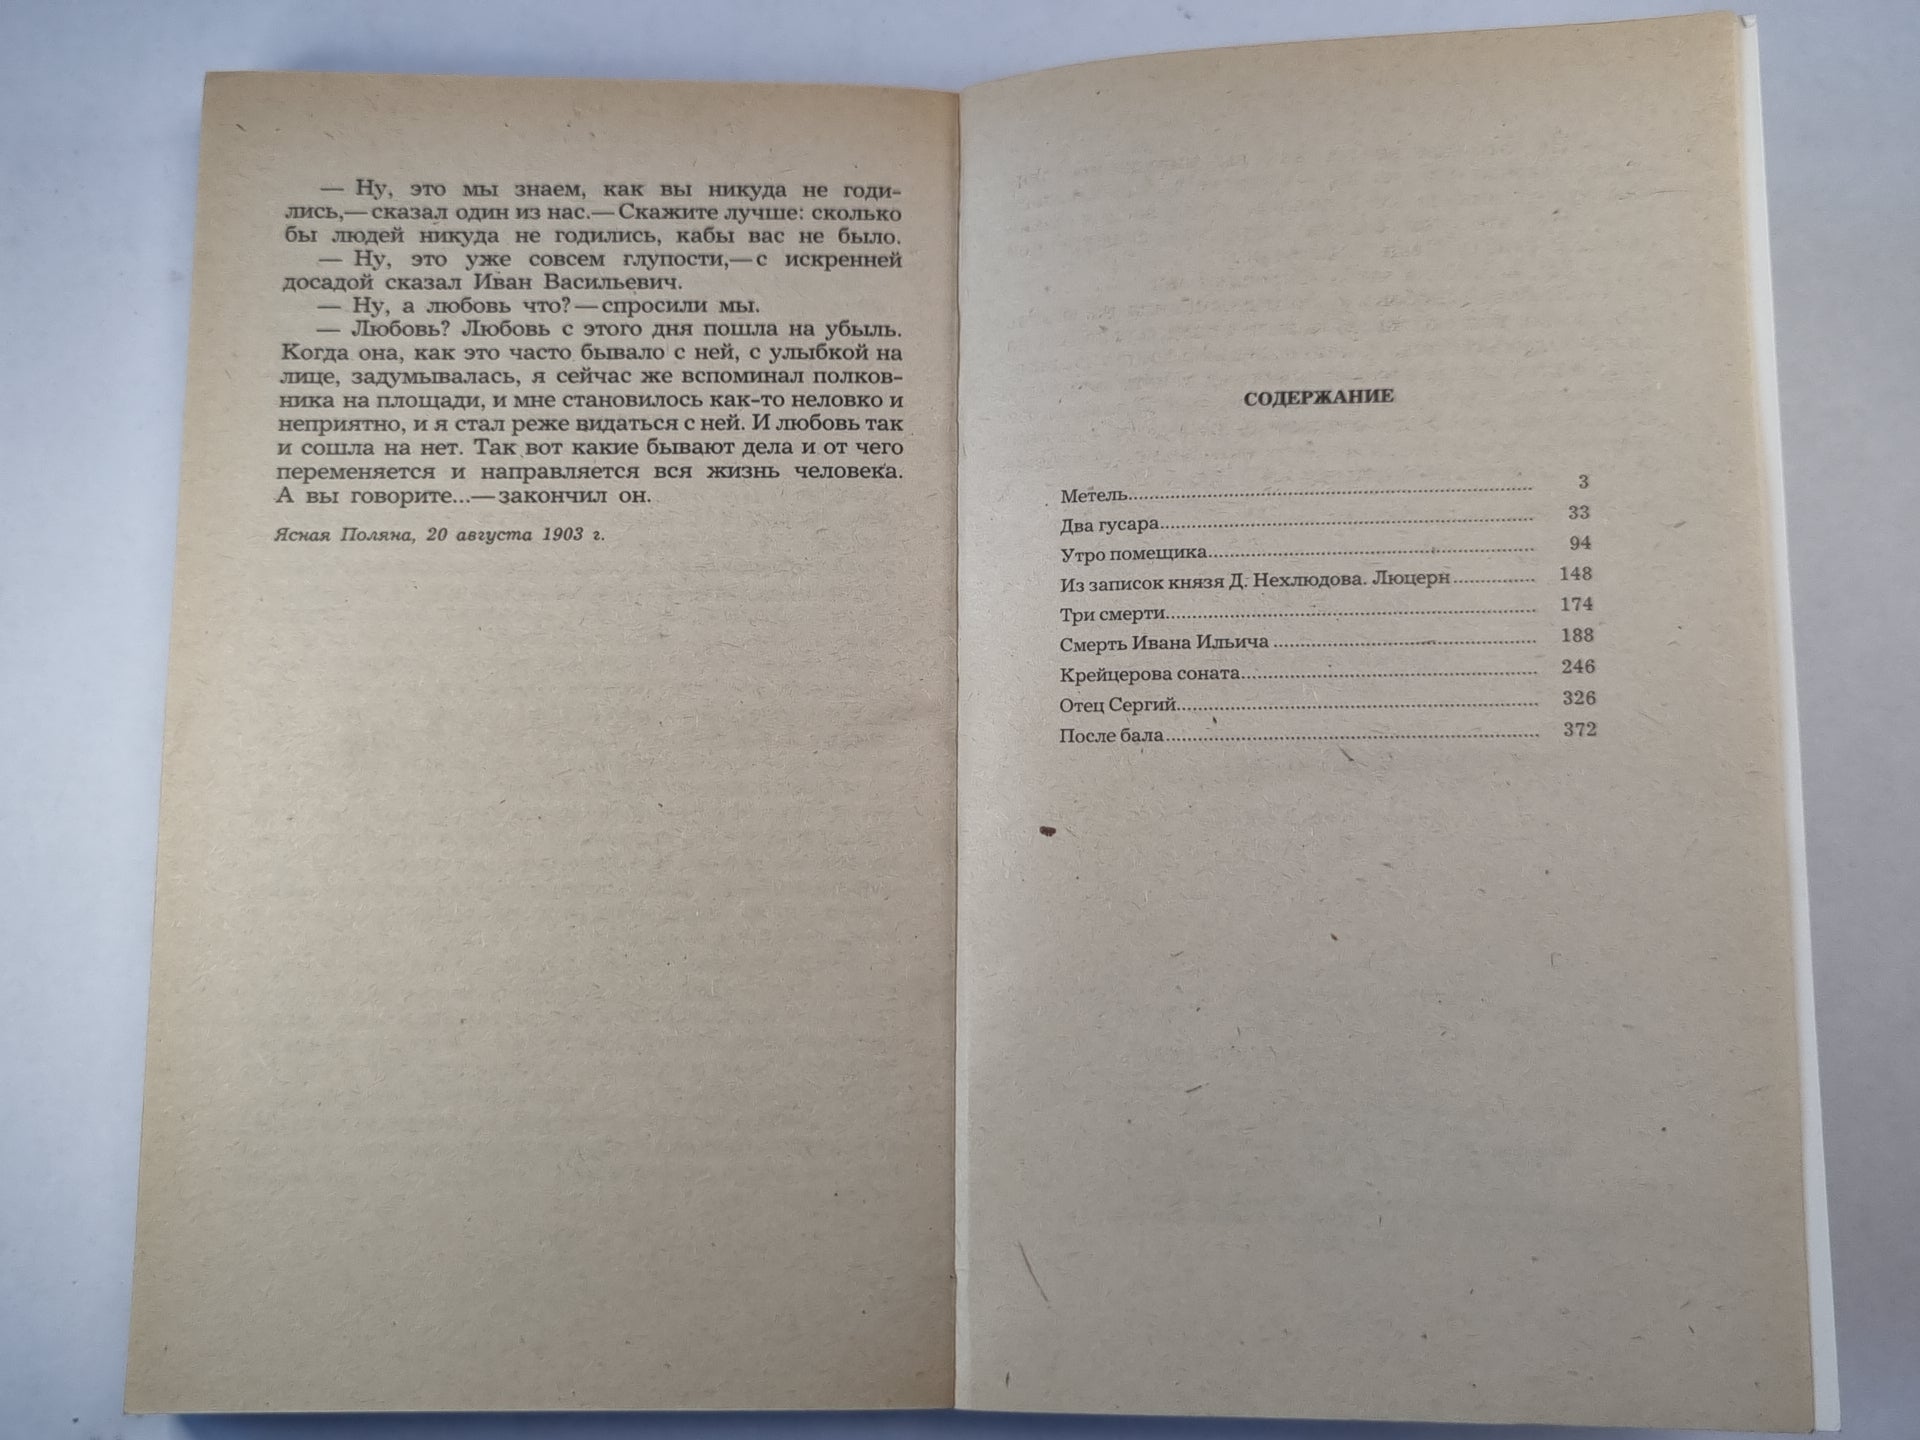 — Ну, это мы знаем, как вы никуда не годи-
лись,—сказал один из нас.—Скажите лучше: сколько
бы людей никуда не годились, кабы вас не было.
— Ну, это уже совсем глупости,—с искренней
досадой сказал Иван Васильевич.
— Ну, а любовь что?—спросили мы.
— Любовь? Любовь с этого дня пошла на убыль.
Когда она, как это часто бывало с ней, с улыбкой на
лице, задумывалась, я сейчас же вспоминал полков-
ника на площади, и мне становилось как-то неловко и
неприятно, и я стал реже видаться с ней. И любовь так
и сошла на нет. Так вот какие бывают дела и от чего
переменяется и направляется вся жизнь человека.
А вы говорите...—закончил он.
Ясная Поляна, 20 августа 1903 г.
СОДЕРЖАНИЕ
Метель.......... 3
Два гусара.......... 33
Утро помещика.......... 94
Из записок князя Д. Нехлюдова. Люцерн .......... 148
Три смерти.......... 174
Смерть Ивана Ильича .......... 188
Крейцерова соната.......... 246
Отец Сергий.......... 326
После бала.......... 372